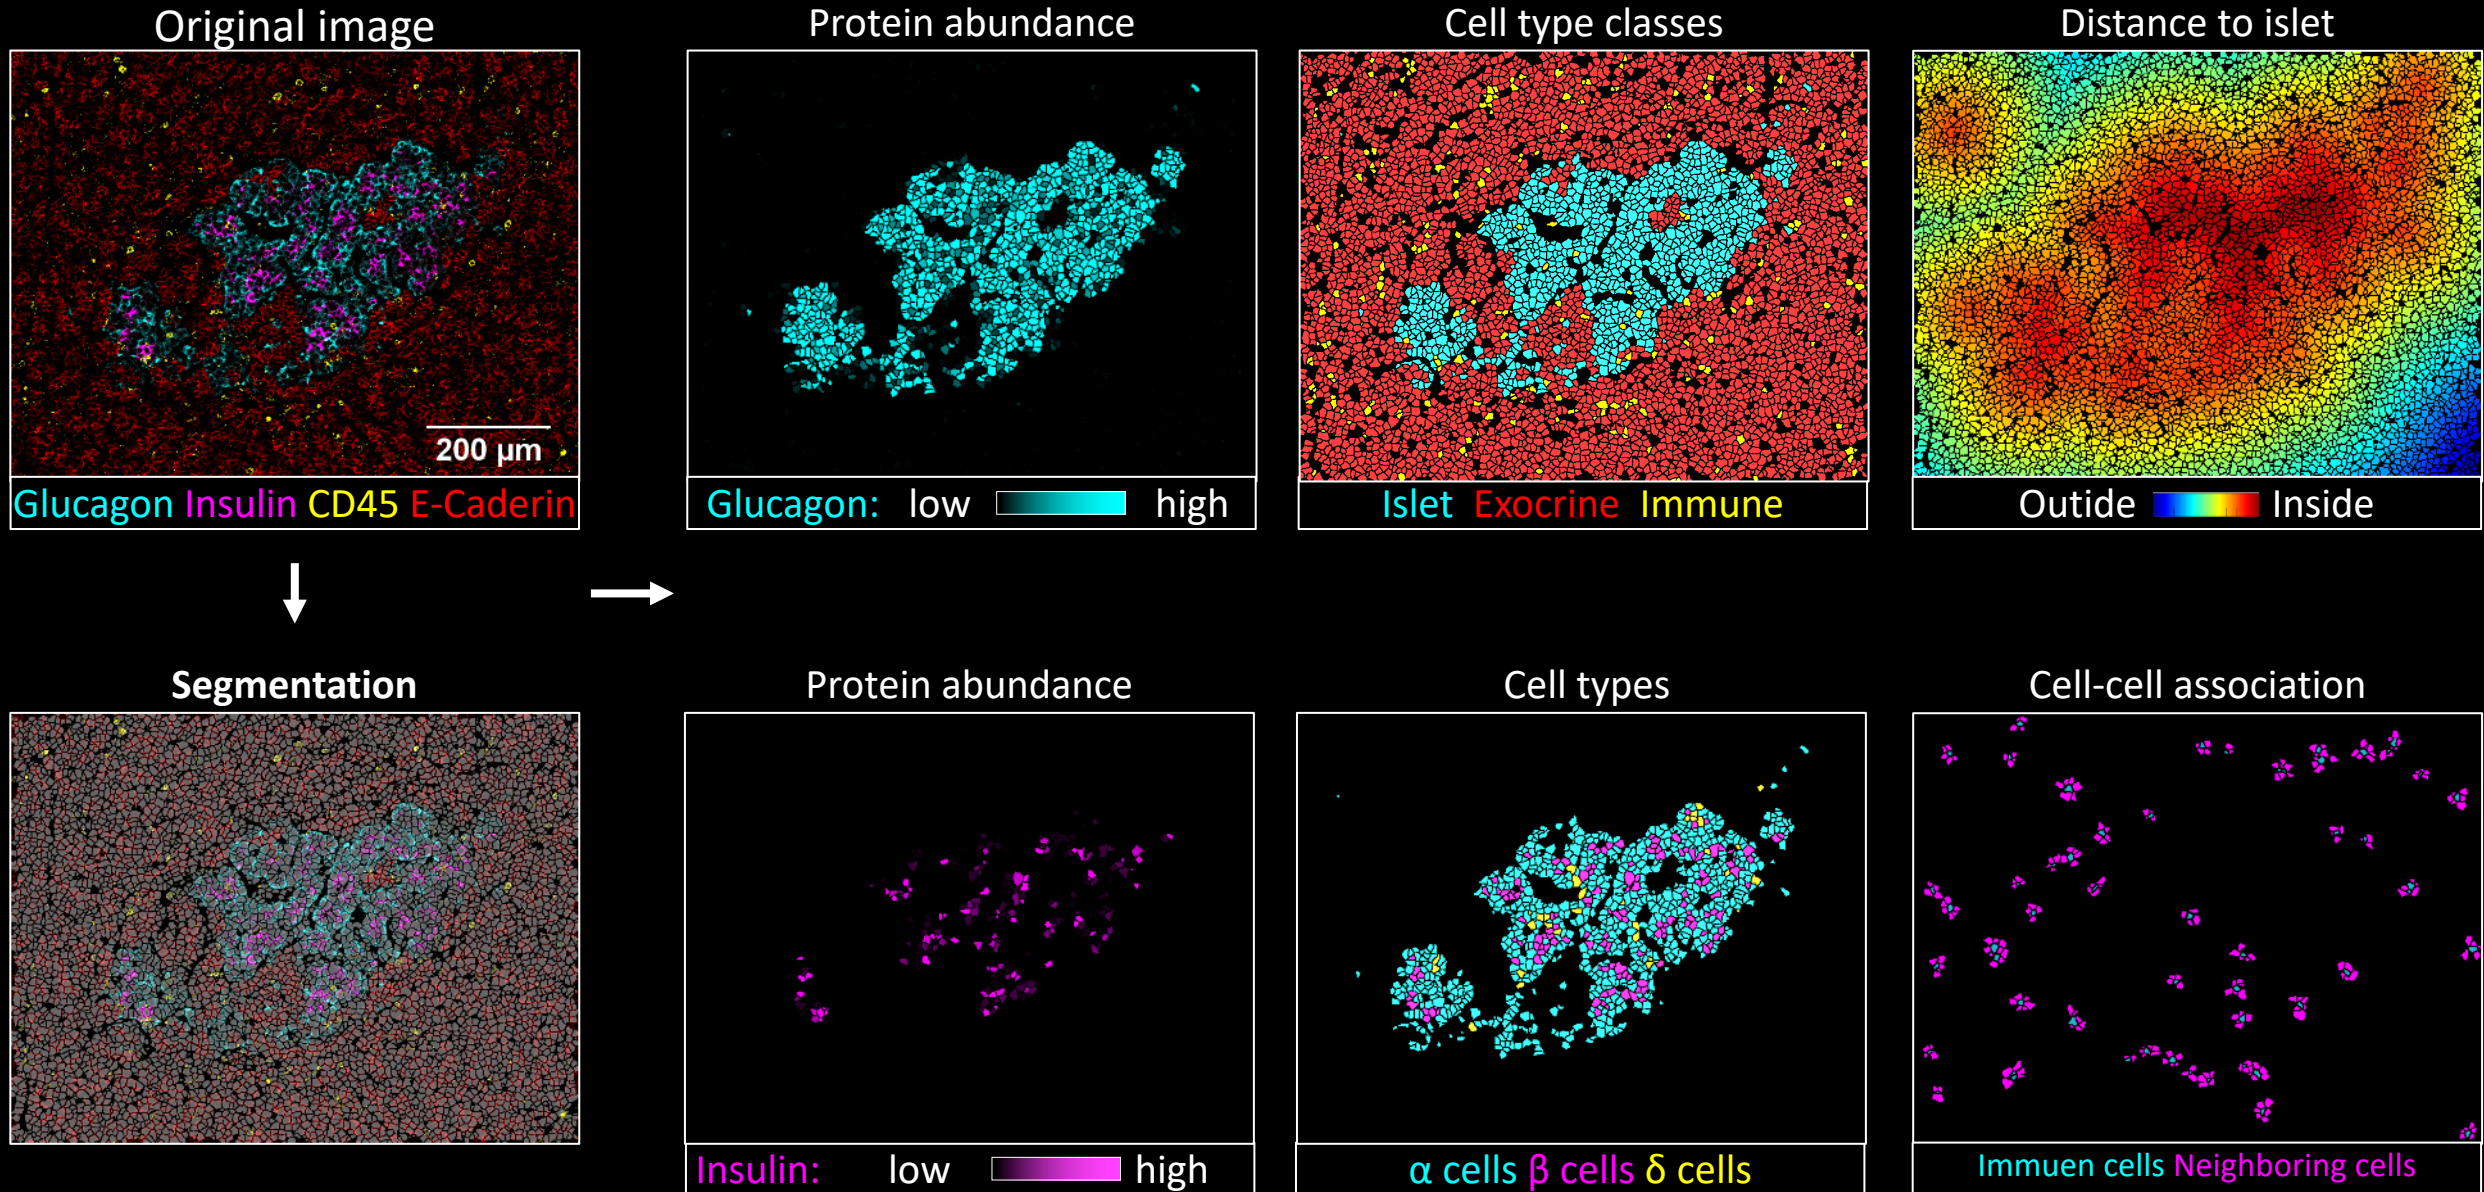 Original image
Protein abundance
Cell type classes
Distance to islet
200 µm
Glucagon Insulin CD45 E-Caderin
Glucagon: low high
Islet Exocrine Immune
Outide Inside
Segmentation
Protein abundance
Cell types
Cell-cell association
Insulin: low high
α cells β cells δ cells
Immuen cells Neighboring cells